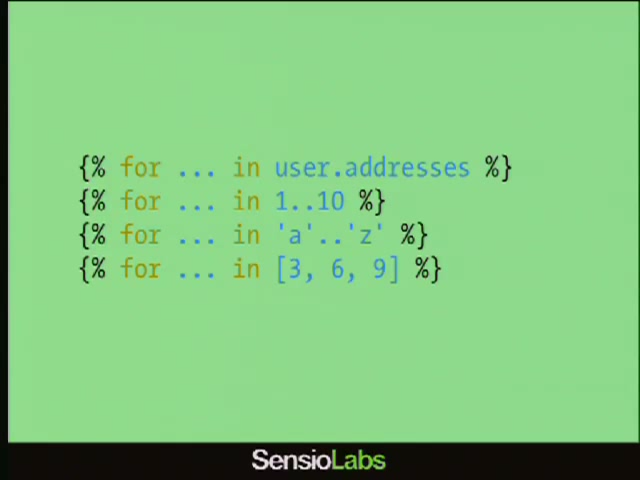 {% for ... in user.addresses %}
{% for ... in 1..10 %}
{% for ... in 'a'..'z' %}
{% for ... in [3, 6, 9] %}
SensioLabs